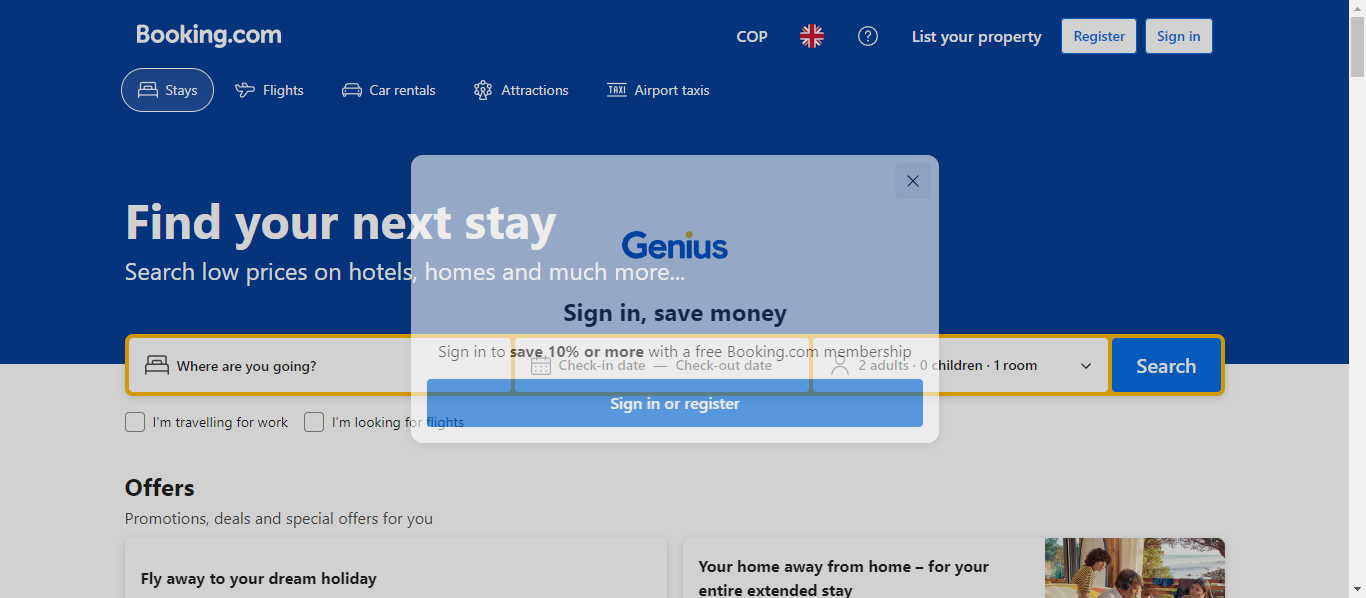 Booking.com
COP
List your property
Register
Sign in
Stays
Flights
Car rentals
Attractions
TAXI Airport taxis
Find your next stay
Search low prices on hotels, homes and much more...
Genius
Sign in, save money
Sign in to save 10% or more with a free Booking.com membership
Where are you going?
Check-in date — Check-out date
2 adults · 0 children · 1 room
Search
Sign in or register
I'm travelling for work
I'm looking for flights
Offers
Promotions, deals and special offers for you
Fly away to your dream holiday
Your home away from home – for your
entire extended stay